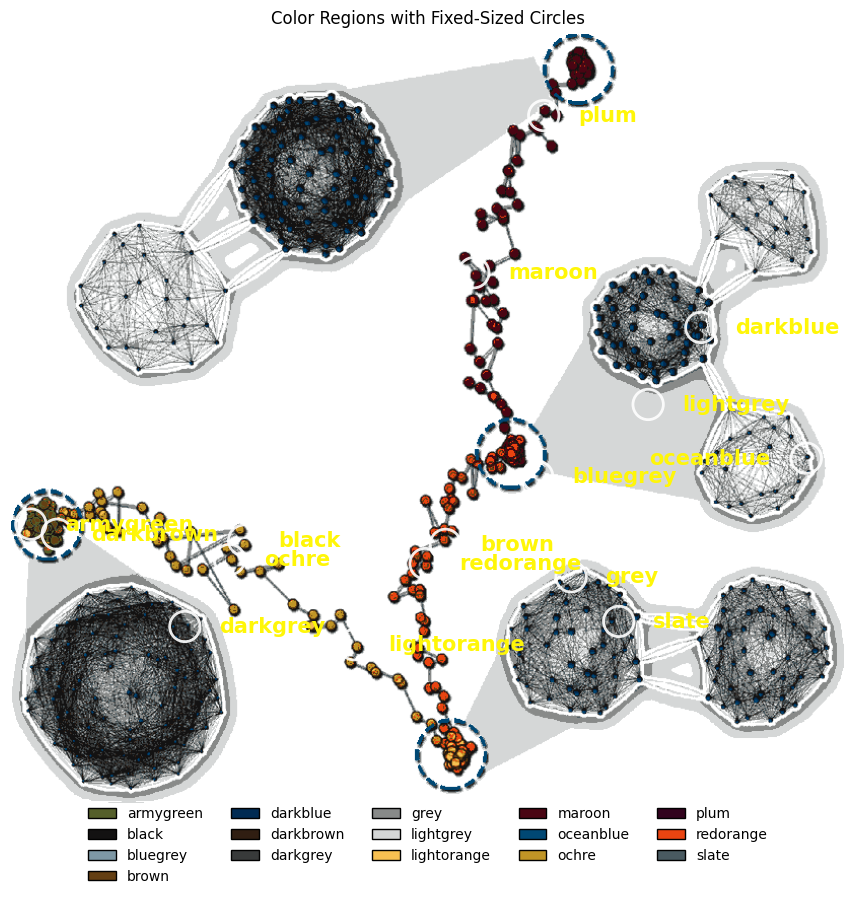 Color Regions with Fixed-Sized Circles
plum
maroon
darkblue
lightgrey
oceanblue
bluegrey
armygreen
darkbrown
black
ochre
brown
redorange
grey
slate
darkgrey
lightorange
armygreen darkblue grey maroon plum
black darkbrown lightgrey oceanblue redorange
bluegrey darkgrey lightorange ochre slate
brown